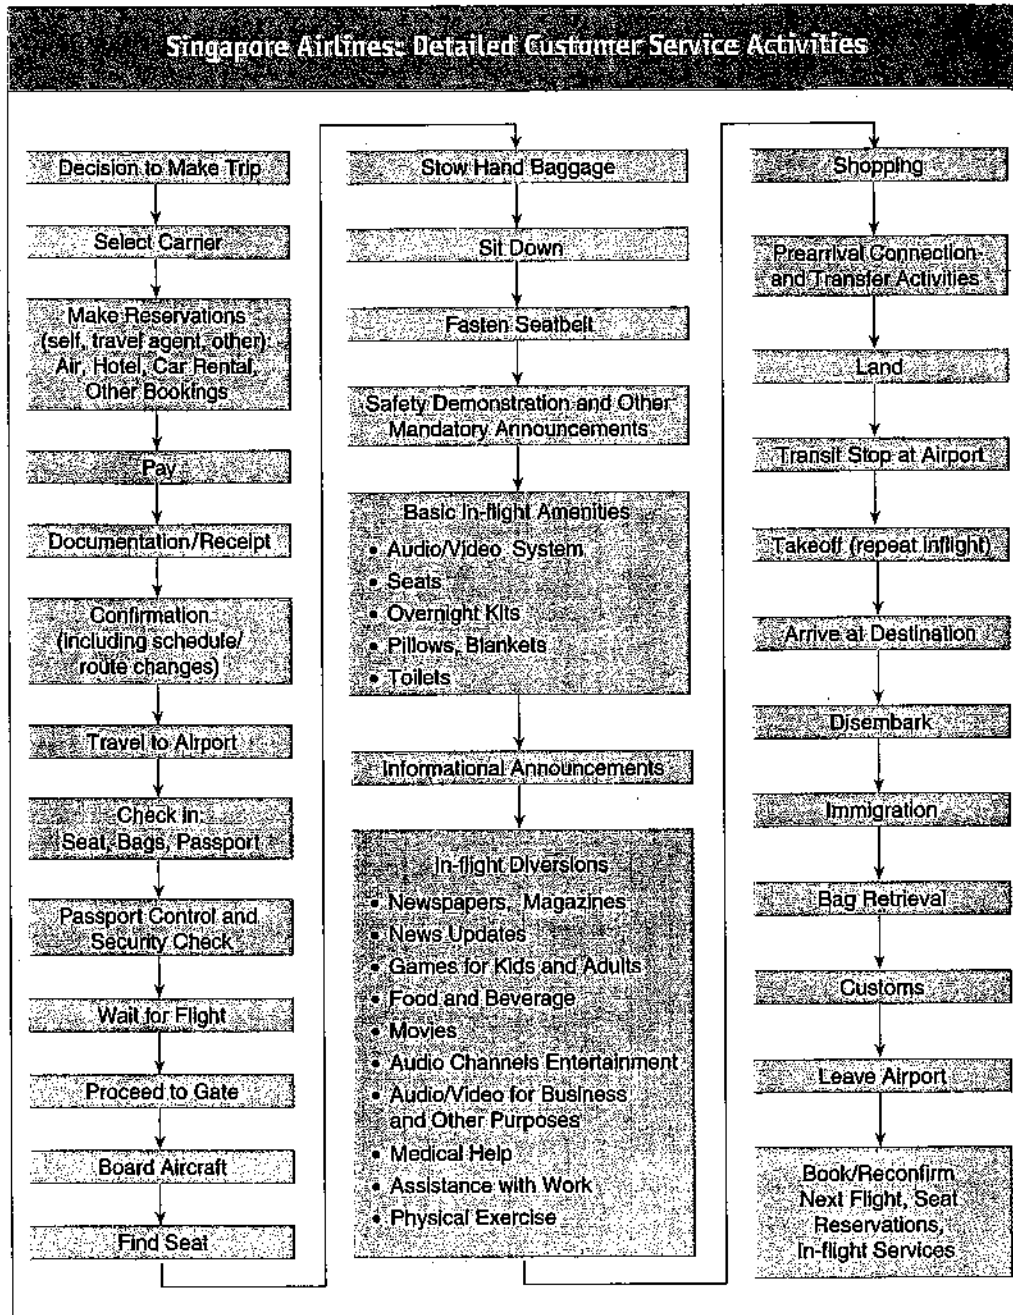 Singapore Airlines: Detailed Customer Service Activities
Decision to Make Trip
Select Carrier
Make Reservations
(self, travel agent, other):
Air, Hotel, Car Rental,
Other Bookings
Pay
Documentation/Receipt
Confirmation
(including schedule/
route changes)
Travel to Airport
Check in:
Seat, Bags, Passport
Passport Control and
Security Check
Wait for Flight
Proceed to Gate
Board Aircraft
Find Seat
Stow Hand Baggage
Sit Down
Fasten Seatbelt
Safety Demonstration and Other
Mandatory Announcements
Basic In-flight Amenities
• Audio/Video System
• Seats
• Overnight Kits
• Pillows, Blankets
• Toilets
Informational Announcements
In-flight Diversions
• Newspapers, Magazines
• News Updates
• Games for Kids and Adults
• Food and Beverage
• Movies
• Audio Channels Entertainment
• Audio/Video for Business
and Other Purposes
• Medical Help
• Assistance with Work
• Physical Exercise
Shopping
Prearrival Connection
and Transfer Activities
Land
Transit Stop at Airport
Takeoff (repeat inflight)
Arrive at Destination
Disembark
Immigration
Bag Retrieval
Customs
Leave Airport
Book/Reconfirm
Next Flight, Seat
Reservations,
In-flight Services